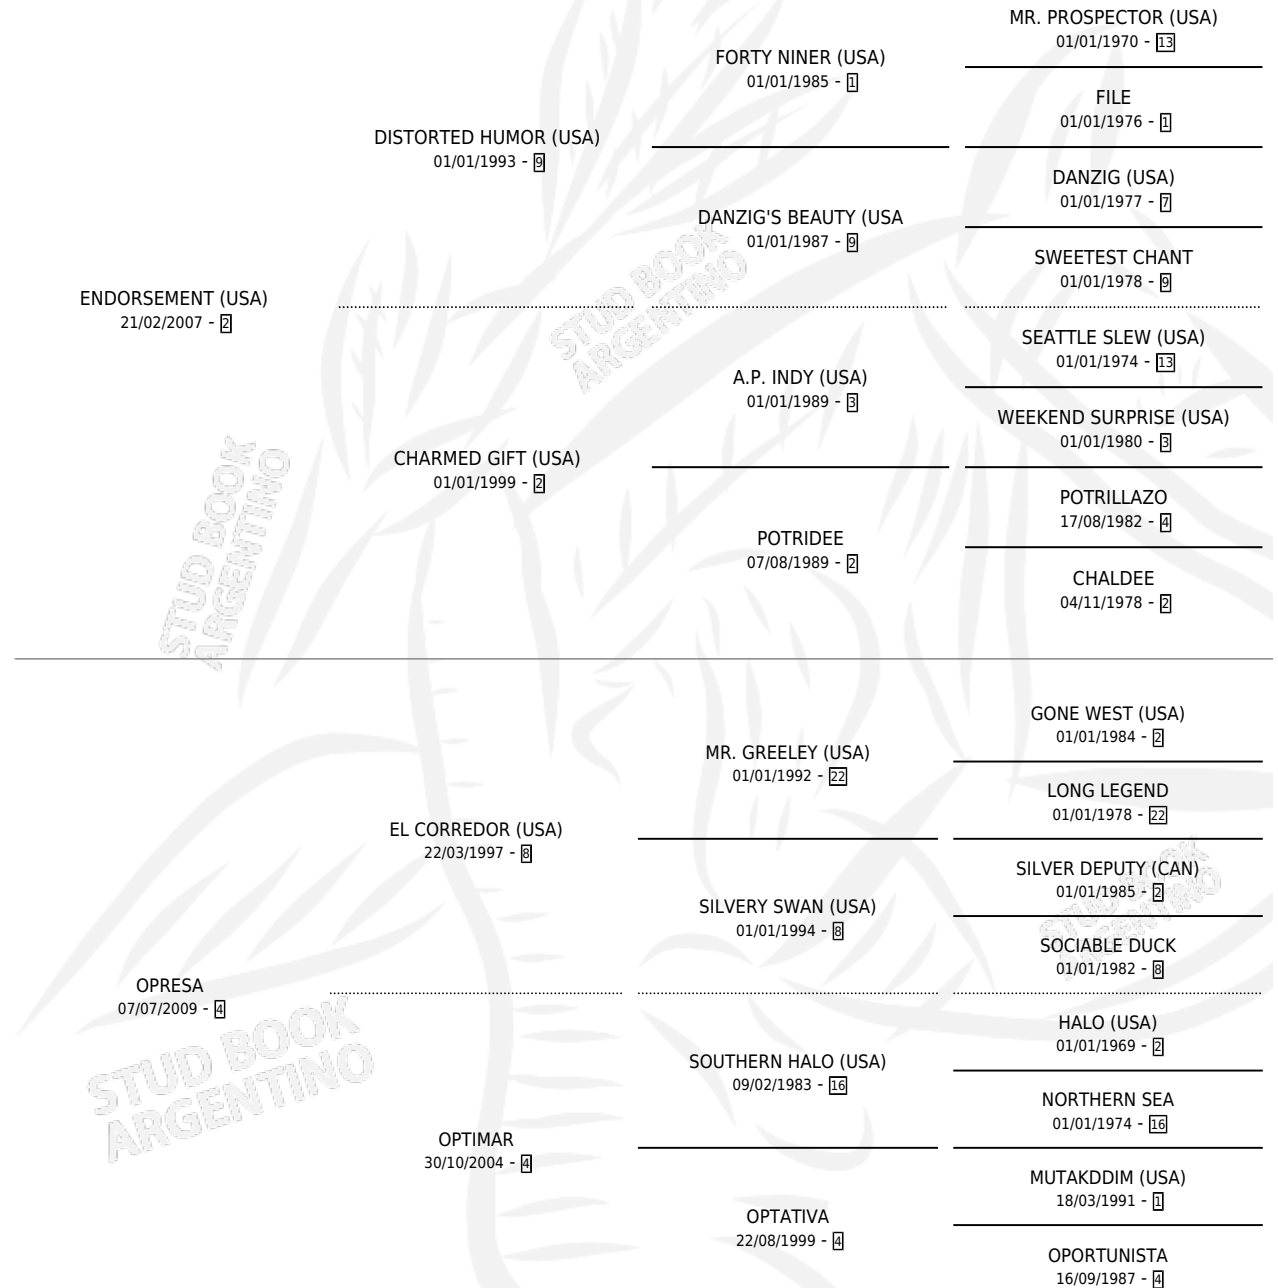 MR. PROSPECTOR (USA)
01/01/1970 - 13
FORTY NINER (USA)
01/01/1985 - 1
FILE
01/01/1976 - 1
DISTORTED HUMOR (USA)
01/01/1993 - 9
DANZIG (USA)
01/01/1977 - 7
DANZIG'S BEAUTY (USA
01/01/1987 - 9
SWEETEST CHANT
01/01/1978 - 9
ENDORSEMENT (USA)
21/02/2007 - 2
STUD BOOK
ARGENTINO
SEATTLE SLEW (USA)
01/01/1974 - 13
A.P. INDY (USA)
01/01/1989 - 3
WEEKEND SURPRISE (USA)
01/01/1980 - 3
CHARMED GIFT (USA)
01/01/1999 - 2
POTRILLAZO
17/08/1982 - 4
POTRIDEE
07/08/1989 - 2
CHALDEE
04/11/1978 - 2
STUD BOOK
ARGENTINO
GONE WEST (USA)
01/01/1984 - 2
MR. GREELEY (USA)
01/01/1992 - 22
LONG LEGEND
01/01/1978 - 22
EL CORREDOR (USA)
22/03/1997 - 8
SILVER DEPUTY (CAN)
01/01/1985 - 2
SILVERY SWAN (USA)
01/01/1994 - 8
SOCIABLE DUCK
01/01/1982 - 8
STUD BOOK
ARGENTINO
OPRESA
07/07/2009 - 4
HALO (USA)
01/01/1969 - 2
SOUTHERN HALO (USA)
09/02/1983 - 16
NORTHERN SEA
01/01/1974 - 16
STUD BOOK
ARGENTINO
OPTIMAR
30/10/2004 - 4
MUTAKDDIM (USA)
18/03/1991 - 1
OPTATIVA
22/08/1999 - 4
OPORTUNISTA
16/09/1987 - 4